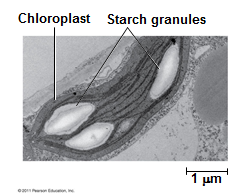 Chloroplast Starch granules
1 μm
© 2011 Pearson Education, Inc.